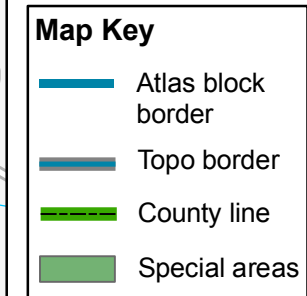 Map Key
Atlas block
border
Topo border
County line
Special areas